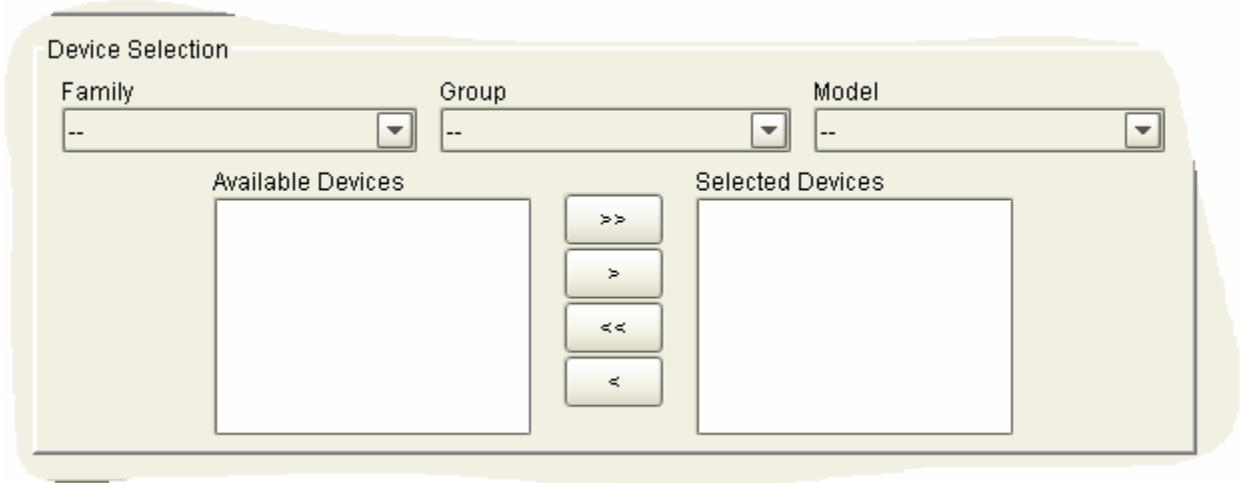 Device Selection
Family Group Model
-- -- --
Available Devices Selected Devices
>>
>
<<
<